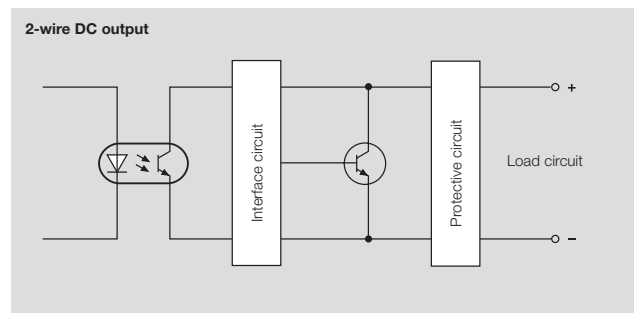 2-wire DC output
Interface circuit
Protective circuit
+
Load circuit
–